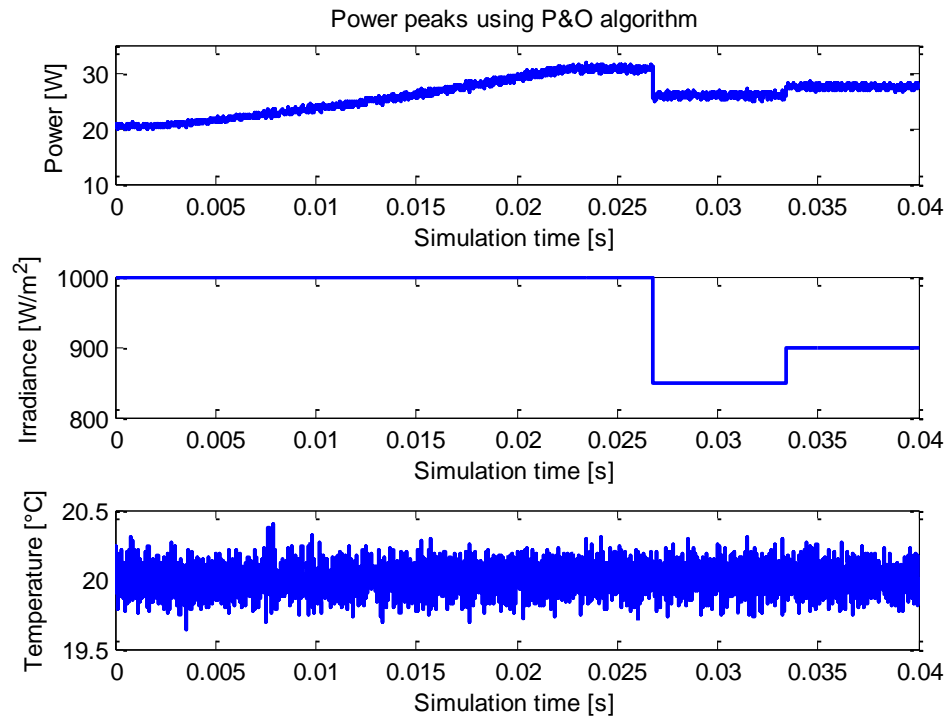 Power peaks using P&O algorithm
Power [W]
30
20
10
0 0.005 0.01 0.015 0.02 0.025 0.03 0.035 0.04
Simulation time [s]
Irradiance [W/m²]
1000
900
800
0 0.005 0.01 0.015 0.02 0.025 0.03 0.035 0.04
Simulation time [s]
Temperature [°C]
20.5
20
19.5
0 0.005 0.01 0.015 0.02 0.025 0.03 0.035 0.04
Simulation time [s]